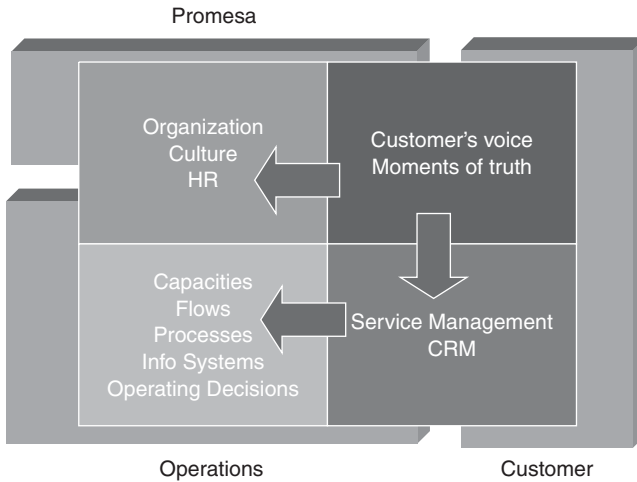 Promesa
Organization
Culture
HR
Customer's voice
Moments of truth
Capacities
Flows
Processes
Info Systems
Operating Decisions
Service Management
CRM
Operations
Customer